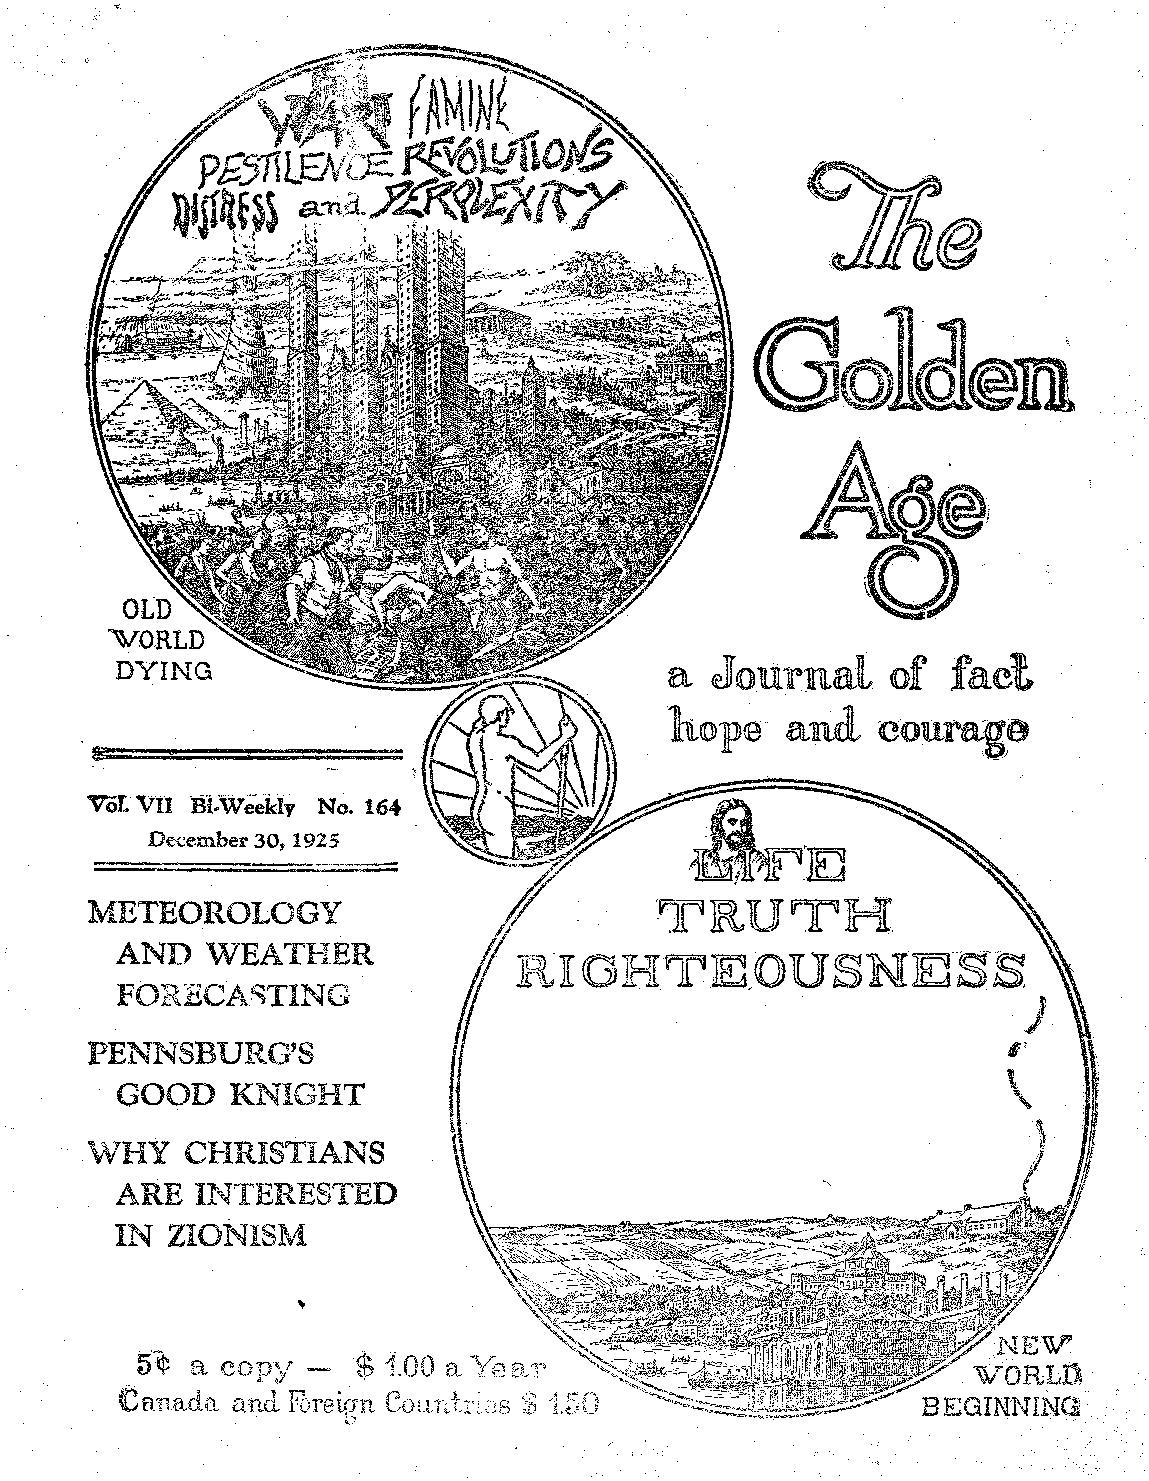 WAR FAMINE
PESTILENCE REVOLUTIONS
DISTRESS and PERPLEXITY
The
Golden
Age
OLD
WORLD
DYING
a Journal of fact
hope and courage
Vol. VII Bi-Weekly No. 164
December 30, 1925
METEOROLOGY
AND WEATHER
FORECASTING
PENNSBURG'S
GOOD KNIGHT
WHY CHRISTIANS
ARE INTERESTED
IN ZIONISM
LIFE
TRUTH
RIGHTEOUSNESS
5¢ a copy — $ 1.00 a Year
Canada and Foreign Countries $ 1.50
NEW
WORLD
BEGINNING